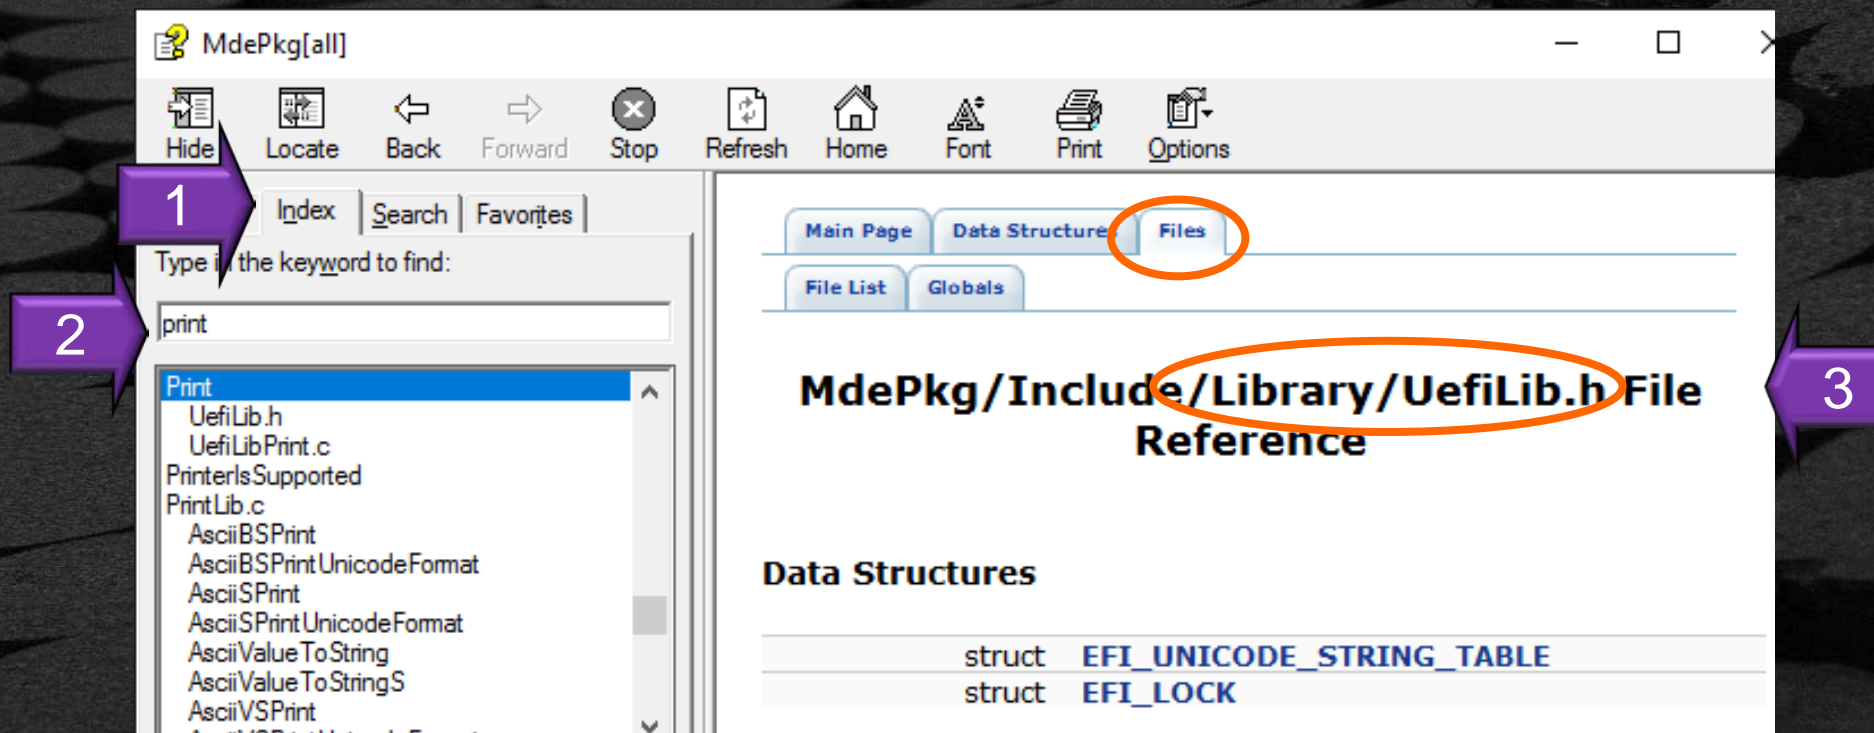 MdePkg[all]
Hide Locate Back Forward Stop Refresh Home Font Print Options
1
Index Search Favorites
Type in the keyword to find:
2
print
Print
UefiLib.h
UefiLibPrint.c
PrinterIsSupported
PrintLib.c
AsciiBSPrint
AsciiBSPrintUnicodeFormat
AsciiSPrint
AsciiSPrintUnicodeFormat
AsciiValueToString
AsciiValueToStringS
AsciiVSPrint
Main Page Data Structures Files
File List Globals
MdePkg/Include/Library/UefiLib.h File
Reference
3
Data Structures
struct EFI_UNICODE_STRING_TABLE
struct EFI_LOCK